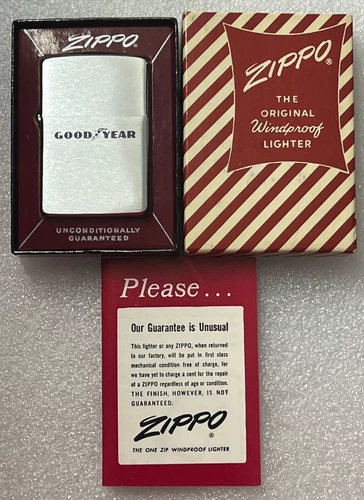 ZIPPO®
GOOD YEAR
UNCONDITIONALLY
GUARANTEED
ZIPPO®
THE
ORIGINAL
Windproof
LIGHTER
Please...
Our Guarantee is Unusual
This lighter or any ZIPPO, when returned
to our factory, will be put in first class
mechanical condition free of charge, for
we have yet to charge a cent for the repair
of a ZIPPO regardless of age or condition.
THE FINISH, HOWEVER, IS NOT
GUARANTEED.
ZIPPO®
THE ONE ZIP WINDPROOF LIGHTER